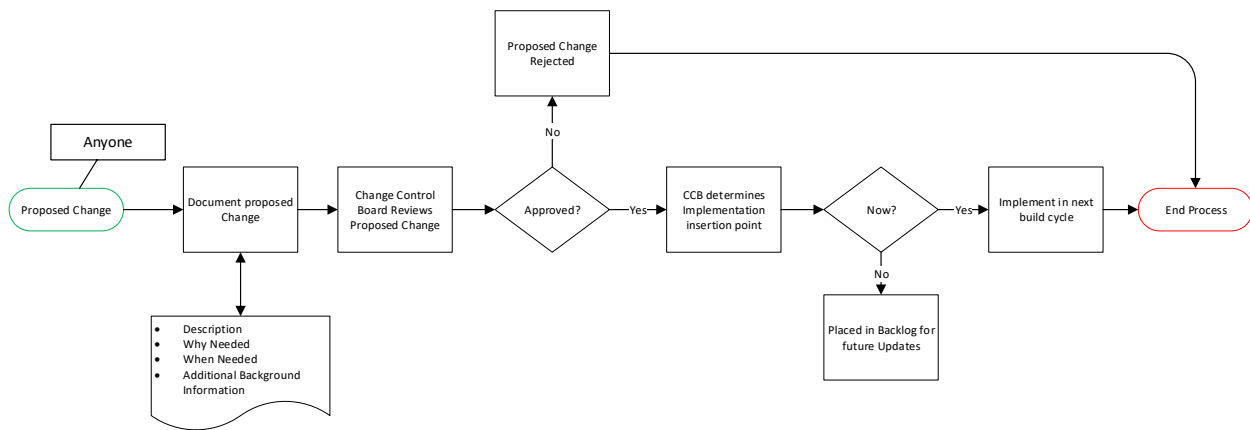 Proposed Change
Rejected
No
Anyone
Proposed Change
Document proposed
Change
Change Control
Board Reviews
Proposed Change
Approved?
Yes
CCB determines
Implementation
insertion point
Now?
Yes
Implement in next
build cycle
End Process
No
Placed in Backlog for
future Updates
• Description
• Why Needed
• When Needed
• Additional Background
Information